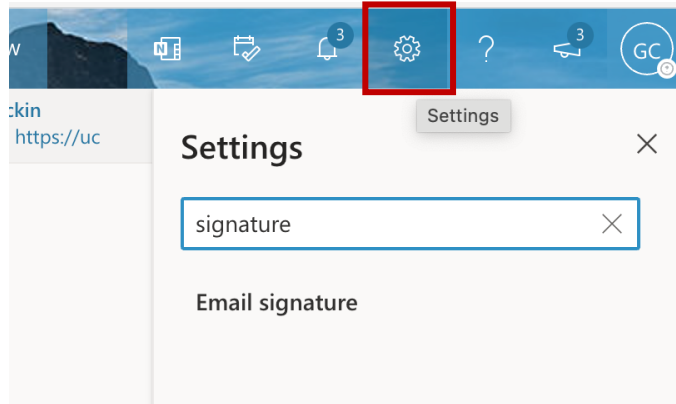 W
N
3
3
GC
ckin
https://uc
Settings
Settings
signature
Email signature